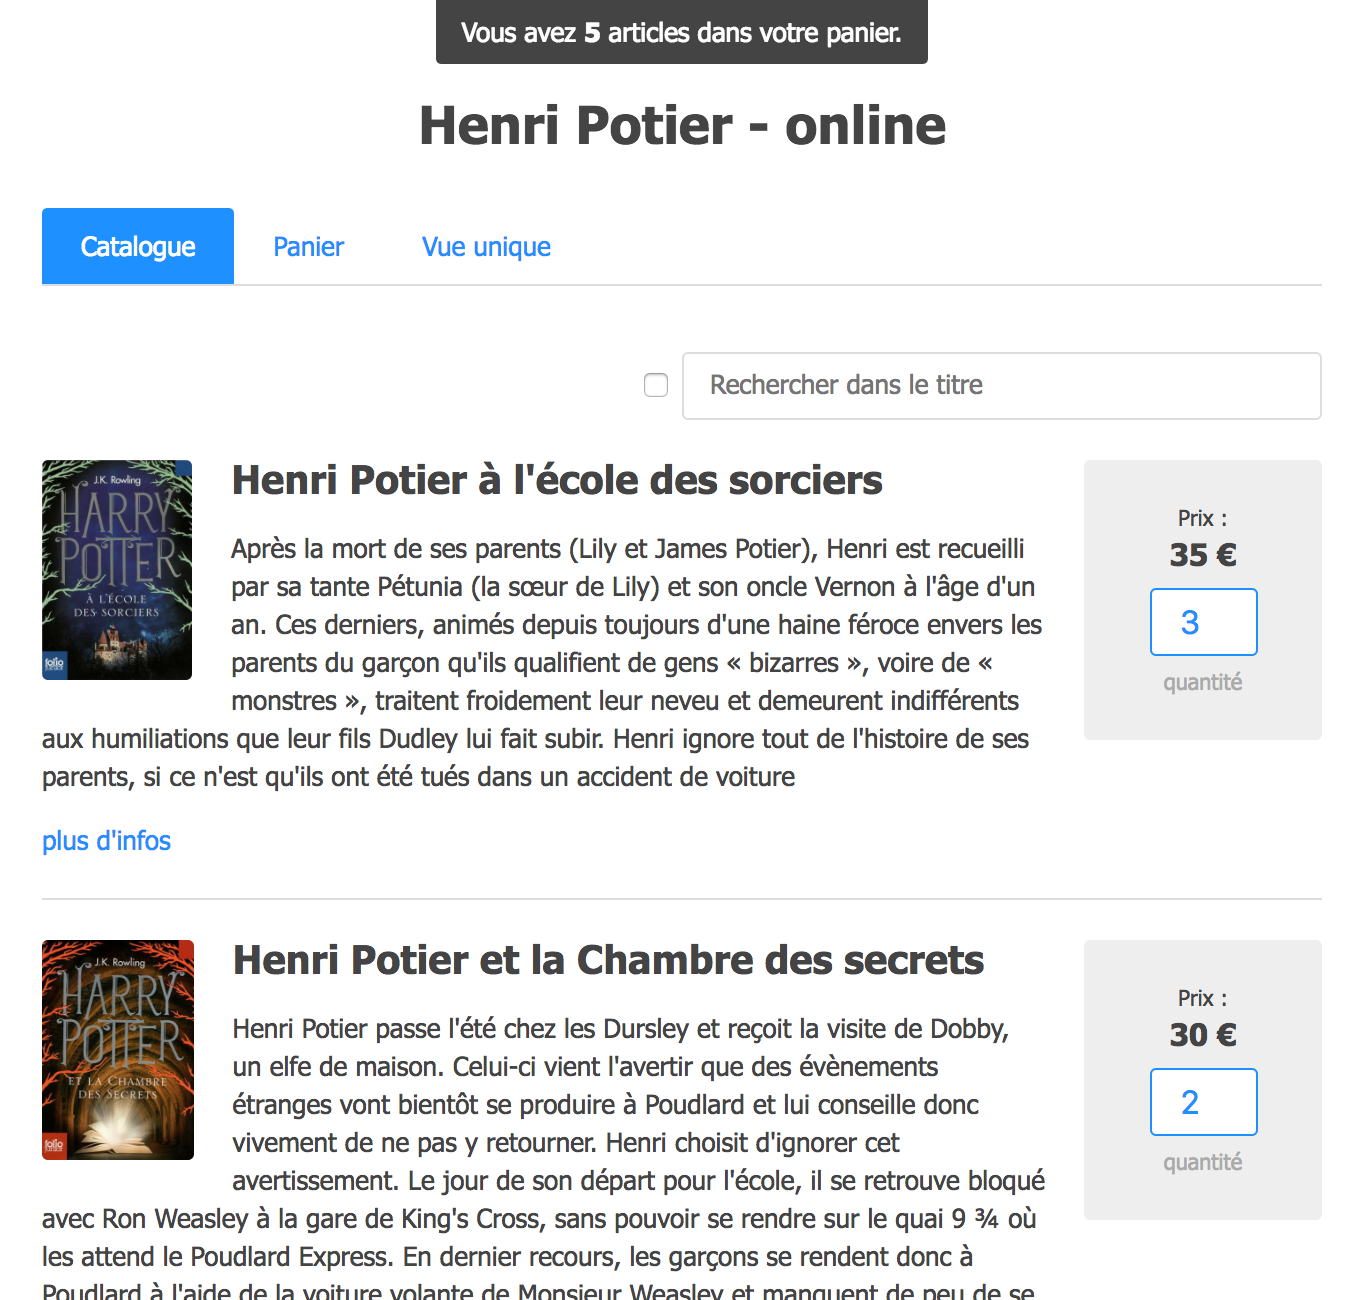 Vous avez 5 articles dans votre panier.
Henri Potier - online
Catalogue
Panier
Vue unique
Rechercher dans le titre
J.K. Rowling
HARRY
POTTER
À L'ÉCOLE
DES SORCIERS
folio
Henri Potier à l'école des sorciers
Après la mort de ses parents (Lily et James Potier), Henri est recueilli
par sa tante Pétunia (la sœur de Lily) et son oncle Vernon à l'âge d'un
an. Ces derniers, animés depuis toujours d'une haine féroce envers les
parents du garçon qu'ils qualifient de gens « bizarres », voire de «
monstres », traitent froidement leur neveu et demeurent indifférents
aux humiliations que leur fils Dudley lui fait subir. Henri ignore tout de l'histoire de ses
parents, si ce n'est qu'ils ont été tués dans un accident de voiture
plus d'infos
Prix :
35 €
3
quantité
J.K. Rowling
HARRY
POTTER
ET LA CHAMBRE
DES SECRETS
folio
Henri Potier et la Chambre des secrets
Henri Potier passe l'été chez les Dursley et reçoit la visite de Dobby,
un elfe de maison. Celui-ci vient l'avertir que des évènements
étranges vont bientôt se produire à Poudlard et lui conseille donc
vivement de ne pas y retourner. Henri choisit d'ignorer cet
avertissement. Le jour de son départ pour l'école, il se retrouve bloqué
avec Ron Weasley à la gare de King's Cross, sans pouvoir se rendre sur le quai 9 ¾ où
les attend le Poudlard Express. En dernier recours, les garçons se rendent donc à
Poudlard à l'aide de la voiture volante de Monsieur Weasley et manquent de peu de se
Prix :
30 €
2
quantité